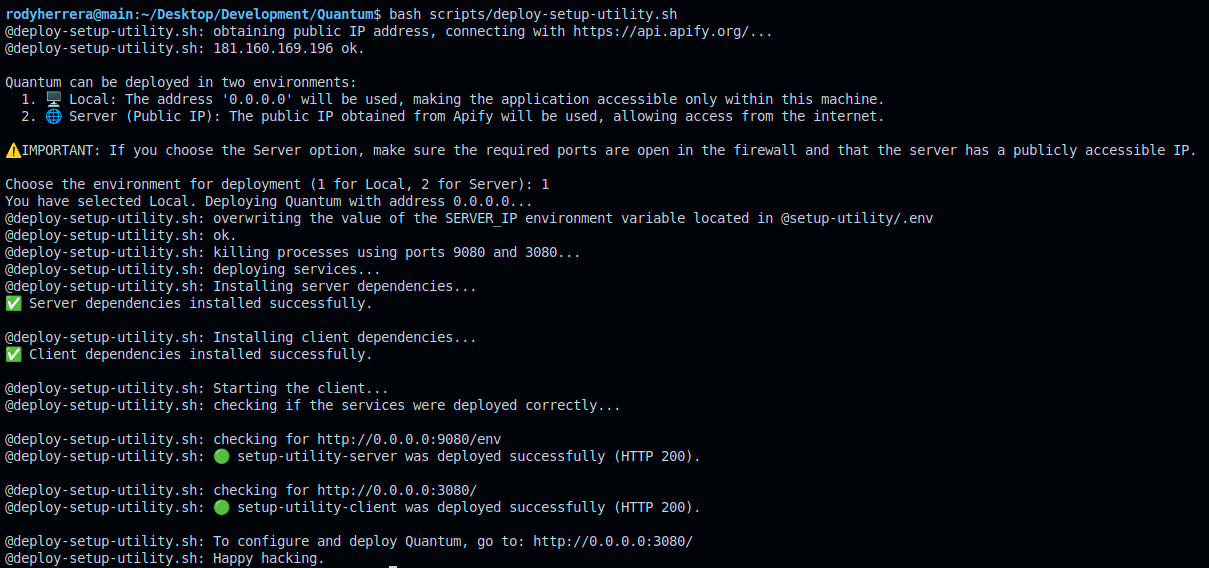 rodyherrera@main:~/Desktop/Development/Quantum$ bash scripts/deploy-setup-utility.sh
@deploy-setup-utility.sh: obtaining public IP address, connecting with https://api.apify.org/...
@deploy-setup-utility.sh: 181.160.169.196 ok.

Quantum can be deployed in two environments:
  1. 🖥️ Local: The address '0.0.0.0' will be used, making the application accessible only within this machine.
  2. 🌐 Server (Public IP): The public IP obtained from Apify will be used, allowing access from the internet.

⚠️IMPORTANT: If you choose the Server option, make sure the required ports are open in the firewall and that the server has a publicly accessible IP.

Choose the environment for deployment (1 for Local, 2 for Server): 1
You have selected Local. Deploying Quantum with address 0.0.0.0...
@deploy-setup-utility.sh: overwriting the value of the SERVER_IP environment variable located in @setup-utility/.env
@deploy-setup-utility.sh: ok.
@deploy-setup-utility.sh: killing processes using ports 9080 and 3080...
@deploy-setup-utility.sh: deploying services...
@deploy-setup-utility.sh: Installing server dependencies...
✅ Server dependencies installed successfully.

@deploy-setup-utility.sh: Installing client dependencies...
✅ Client dependencies installed successfully.

@deploy-setup-utility.sh: Starting the client...
@deploy-setup-utility.sh: checking if the services were deployed correctly...

@deploy-setup-utility.sh: checking for http://0.0.0.0:9080/env
@deploy-setup-utility.sh: 🟢 setup-utility-server was deployed successfully (HTTP 200).

@deploy-setup-utility.sh: checking for http://0.0.0.0:3080/
@deploy-setup-utility.sh: 🟢 setup-utility-client was deployed successfully (HTTP 200).

@deploy-setup-utility.sh: To configure and deploy Quantum, go to: http://0.0.0.0:3080/
@deploy-setup-utility.sh: Happy hacking.